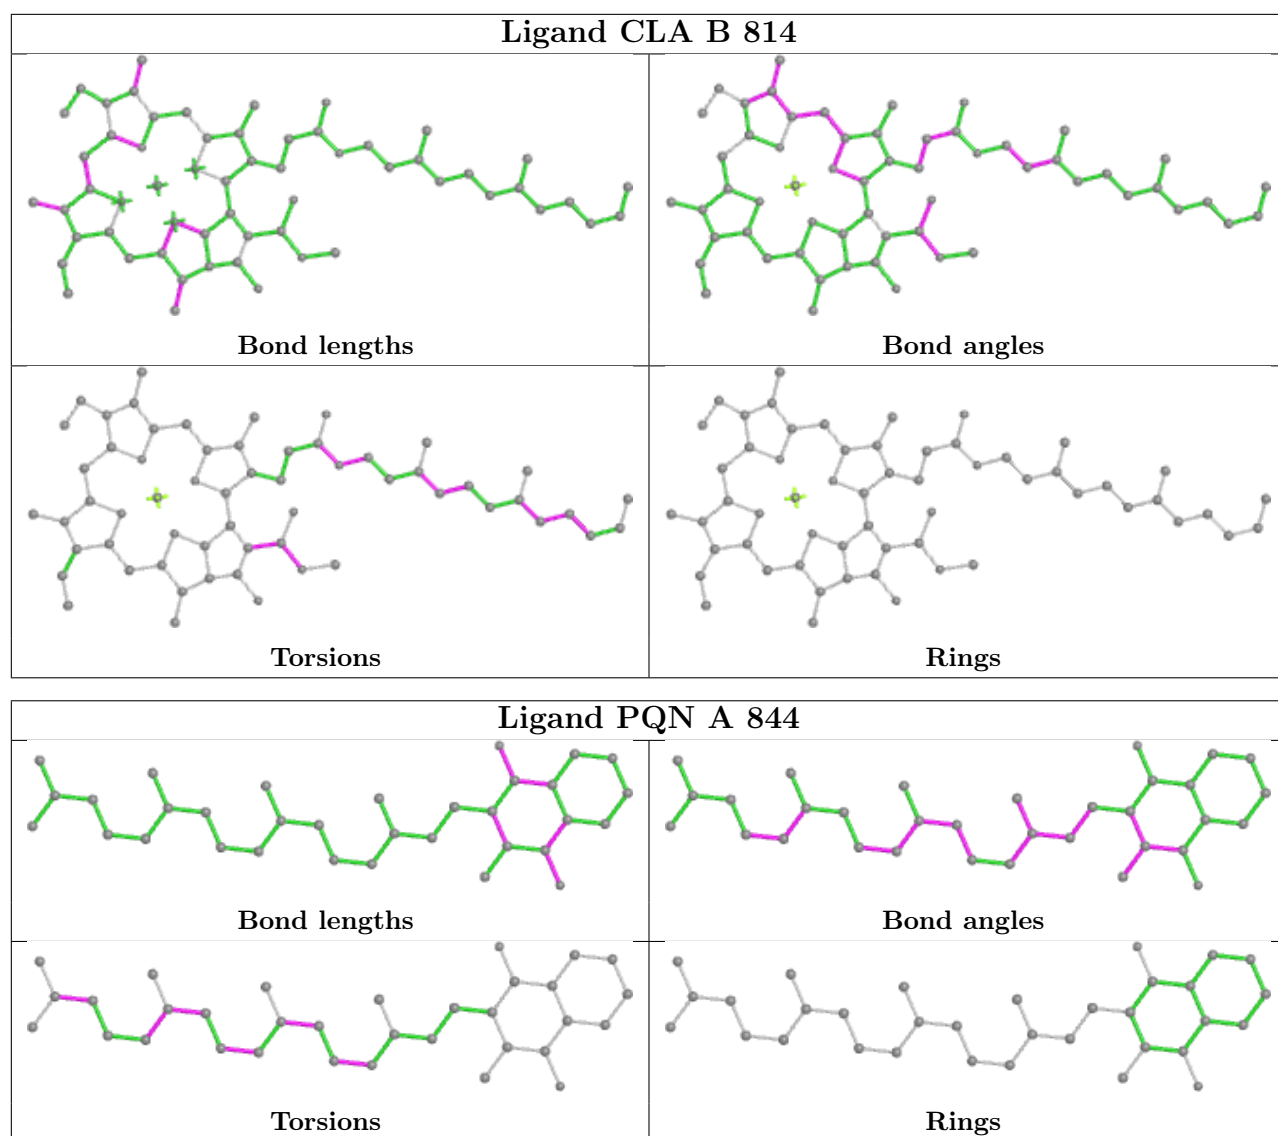 Ligand CLA B 814
Bond lengths
Bond angles
Torsions
Rings
Ligand PQN A 844
Bond lengths
Bond angles
Torsions
Rings